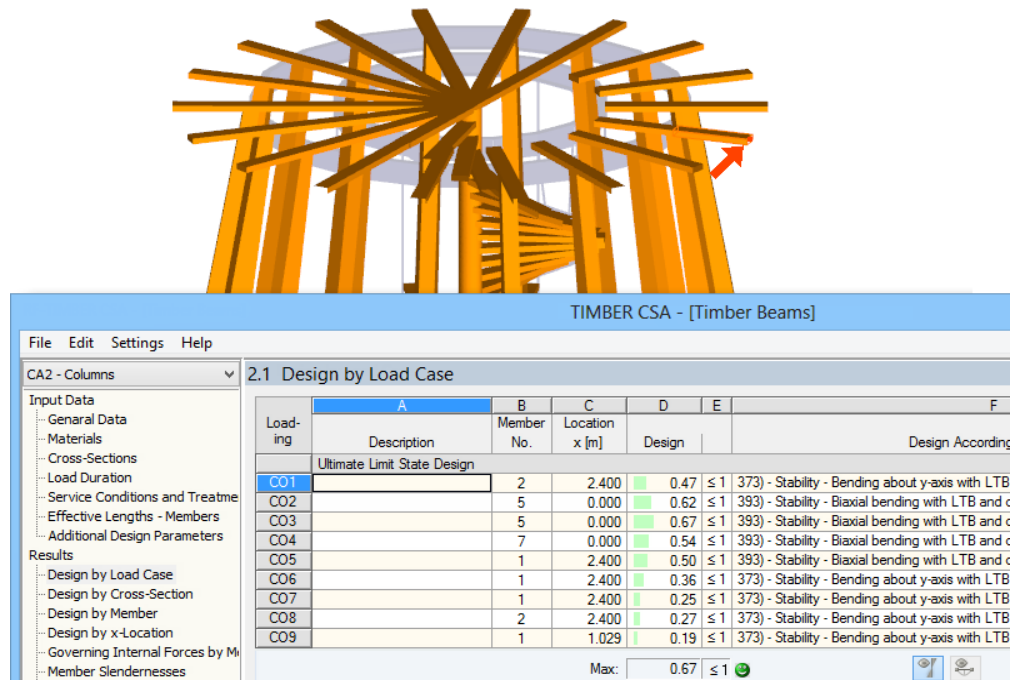 TIMBER CSA - [Timber Beams]
File Edit Settings Help
CA2 - Columns
2.1 Design by Load Case
Input Data
Genaral Data
Materials
Cross-Sections
Load Duration
Service Conditions and Treatme
Effective Lengths - Members
Additional Design Parameters
Results
Design by Load Case
Design by Cross-Section
Design by Member
Design by x-Location
Governing Internal Forces by M
Member Slendernesses
A B C D E F
Load- Member Location
ing Description No. x [m] Design Design According
Ultimate Limit State Design
CO1 2 2.400 0.47 ≤ 1 373) - Stability - Bending about y-axis with LTB
CO2 5 0.000 0.62 ≤ 1 393) - Stability - Biaxial bending with LTB and c
CO3 5 0.000 0.67 ≤ 1 393) - Stability - Biaxial bending with LTB and c
CO4 7 0.000 0.54 ≤ 1 393) - Stability - Biaxial bending with LTB and c
CO5 1 2.400 0.50 ≤ 1 393) - Stability - Biaxial bending with LTB and c
CO6 1 2.400 0.36 ≤ 1 373) - Stability - Bending about y-axis with LTB
CO7 1 2.400 0.25 ≤ 1 373) - Stability - Bending about y-axis with LTB
CO8 2 2.400 0.27 ≤ 1 373) - Stability - Bending about y-axis with LTB
CO9 1 1.029 0.19 ≤ 1 373) - Stability - Bending about y-axis with LTB
Max: 0.67 ≤ 1